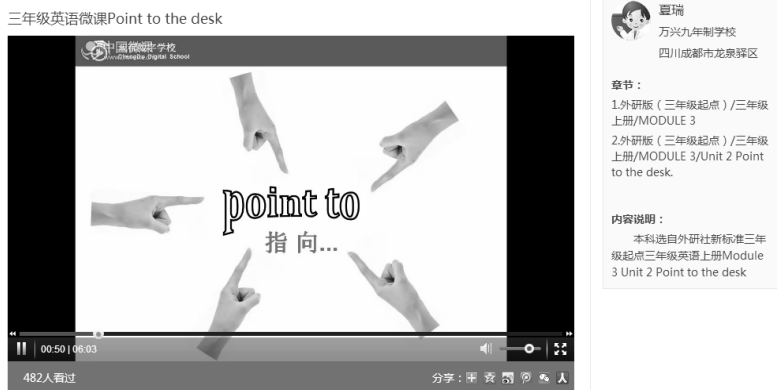 三年级英语微课Point to the desk
ChengDu Digital School
point to
指 向...
00:50 | 06:03
482人看过
分享：
夏瑞
万兴九年制学校
四川成都市龙泉驿区
章节：
1.外研版（三年级起点）/三年级
上册/MODULE 3
2.外研版（三年级起点）/三年级
上册/MODULE 3/Unit 2 Point
to the desk.
内容说明：
本科选自外研社新标准三年
级起点三年级英语上册Module
3 Unit 2 Point to the desk